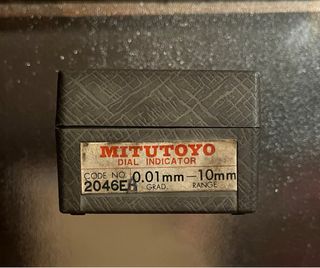 MITUTOYO
DIAL INDICATOR
CODE NO. 0.01mm — 10mm
2046E GRAD. RANGE